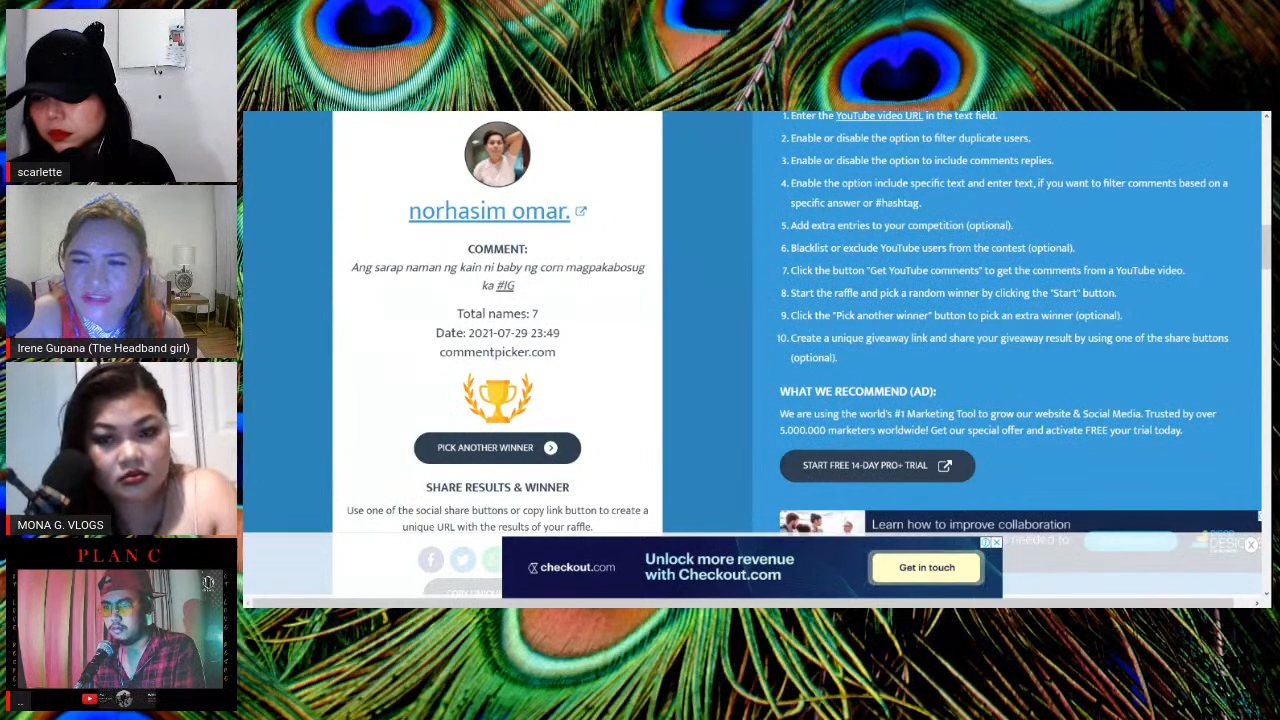 scarlette
Irene Gupana (The Headband girl)
MONA G. VLOGS
PLAN C
..
norhasim omar.
COMMENT:
Ang sarap naman ng kain ni baby ng corn magpakabosug
ka #IG
Total names: 7
Date: 2021-07-29 23:49
commentpicker.com
PICK ANOTHER WINNER
SHARE RESULTS & WINNER
Use one of the social share buttons or copy link button to create a
unique URL with the results of your raffle.
1. Enter the YouTube video URL in the text field.
2. Enable or disable the option to filter duplicate users.
3. Enable or disable the option to include comments replies.
4. Enable the option include specific text and enter text, if you want to filter comments based on a
specific answer or #hashtag.
5. Add extra entries to your competition (optional).
6. Blacklist or exclude YouTube users from the contest (optional).
7. Click the button "Get YouTube comments" to get the comments from a YouTube video.
8. Start the raffle and pick a random winner by clicking the "Start" button.
9. Click the "Pick another winner" button to pick an extra winner (optional).
10. Create a unique giveaway link and share your giveaway result by using one of the share buttons
(optional).
WHAT WE RECOMMEND (AD):
We are using the world's #1 Marketing Tool to grow our website & Social Media. Trusted by over
5.000.000 marketers worldwide! Get our special offer and activate FREE your trial today.
START FREE 14-DAY PRO+ TRIAL
Learn how to improve collaboration
needed to
checkout.com
Unlock more revenue
with Checkout.com
Get in touch